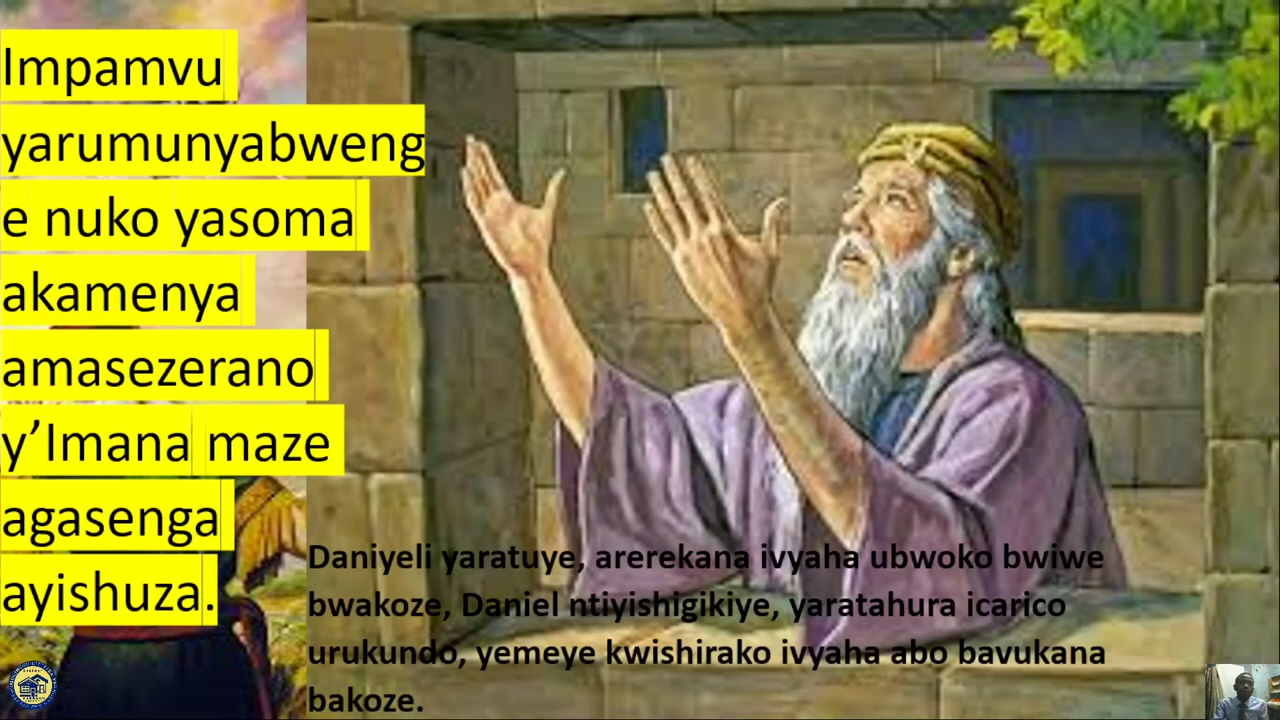 Impamvu
yarumunyabweng
e nuko yasoma
akamenya
amasezerano
y’Imana maze
agasenga
ayishuza.
Daniyeli yaratuye, arerekana ivyaha ubwoko bwiwe
bwakoze, Daniel ntiyishigikiye, yaratahura icarico
urukundo, yemeye kwishirako ivyaha abo bavukana
bakoze.